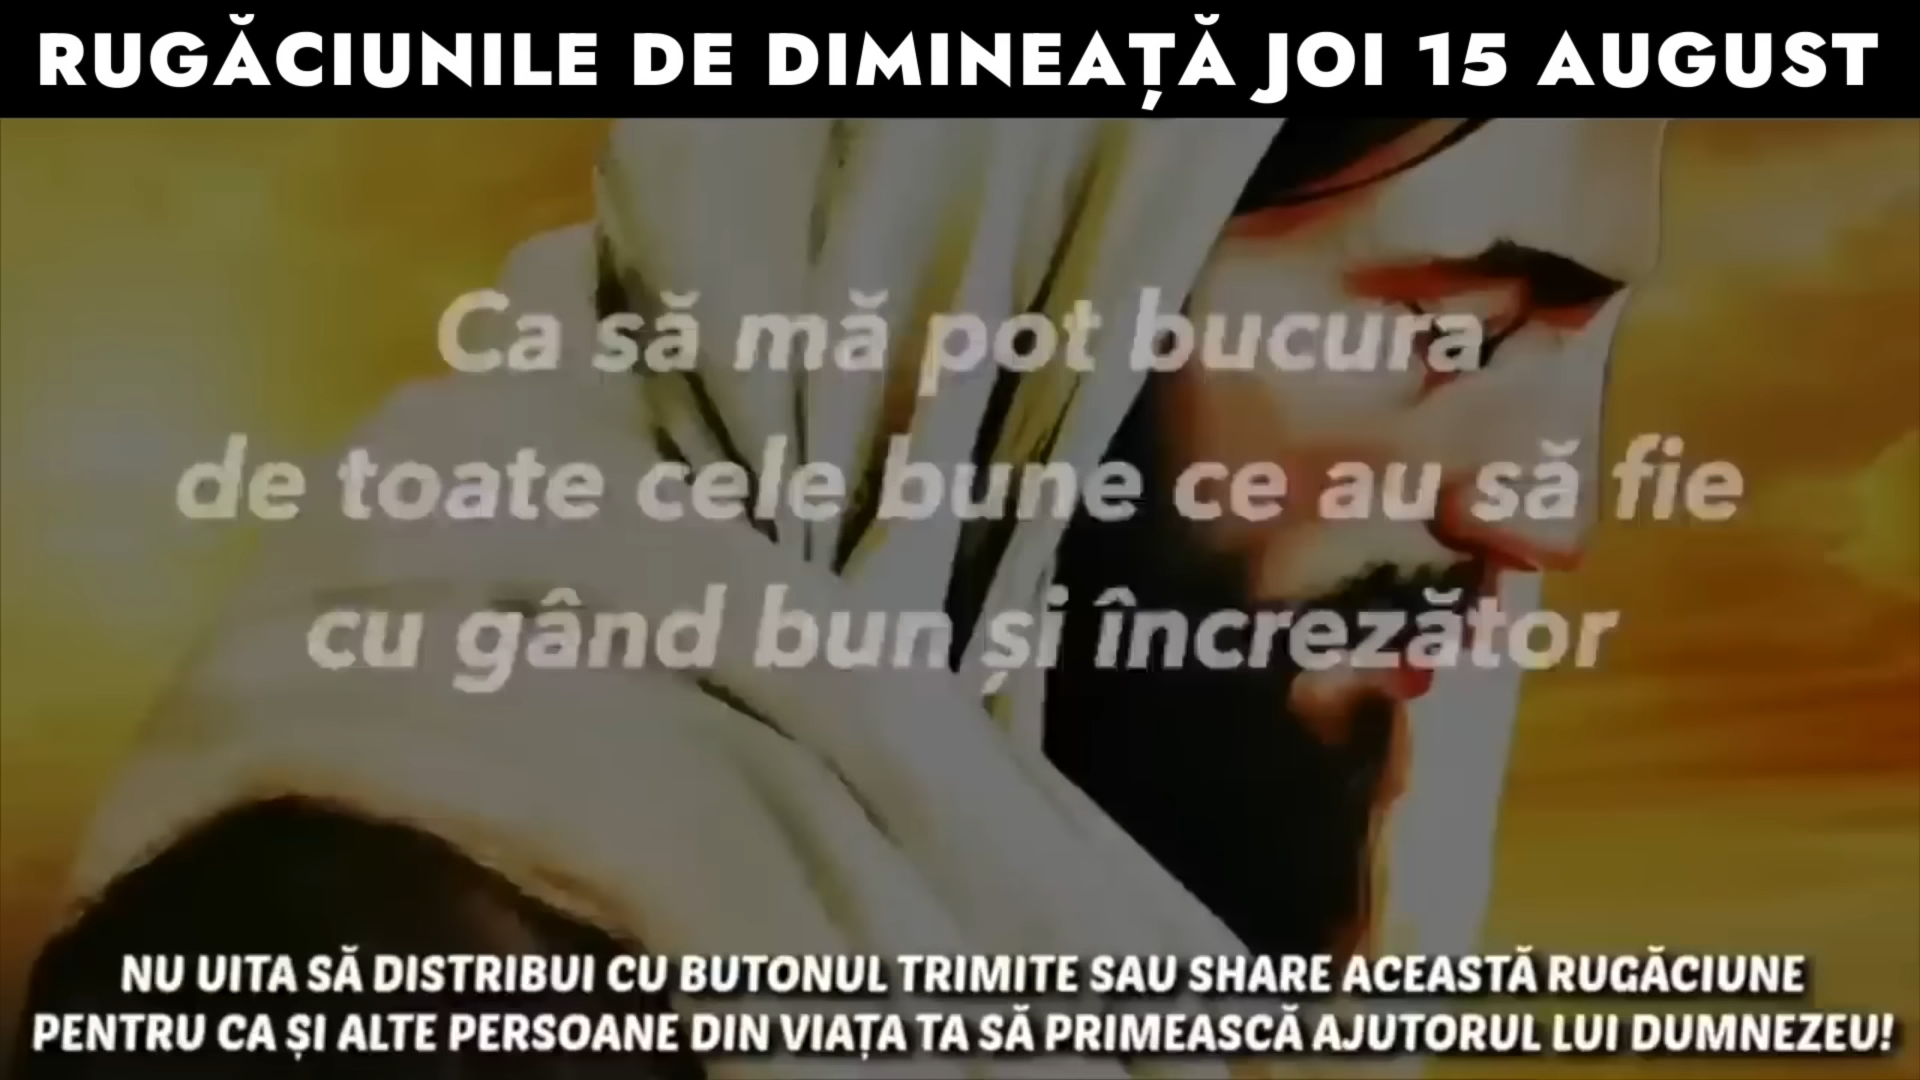 RUGĂCIUNILE DE DIMINEAȚĂ JOI 15 AUGUST
Ca să mă pot bucura
de toate cele bune ce au să fie
cu gând bun și încrezător
NU UITA SĂ DISTRIBUI CU BUTONUL TRIMITE SAU SHARE ACEASTĂ RUGĂCIUNE
PENTRU CA ȘI ALTE PERSOANE DIN VIAȚA TA SĂ PRIMEASCĂ AJUTORUL LUI DUMNEZEU!